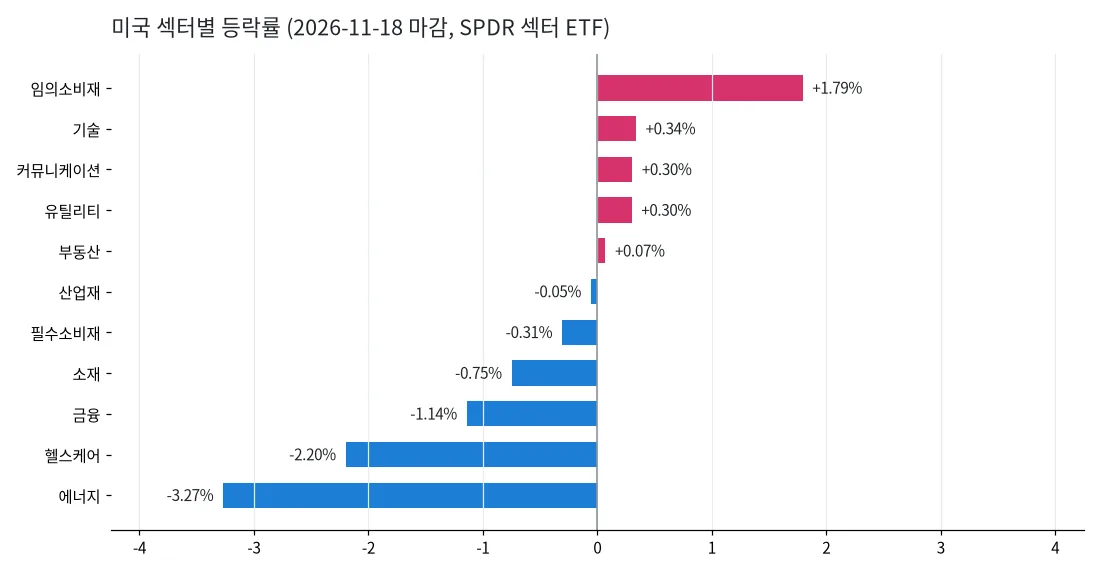 미국 섹터별 등락률 (2026-11-18 마감, SPDR 섹터 ETF)
임의소비재 +1.79%
기술 +0.34%
커뮤니케이션 +0.30%
유틸리티 +0.30%
부동산 +0.07%
산업재 -0.05%
필수소비재 -0.31%
소재 -0.75%
금융 -1.14%
헬스케어 -2.20%
에너지 -3.27%
-4 -3 -2 -1 0 1 2 3 4